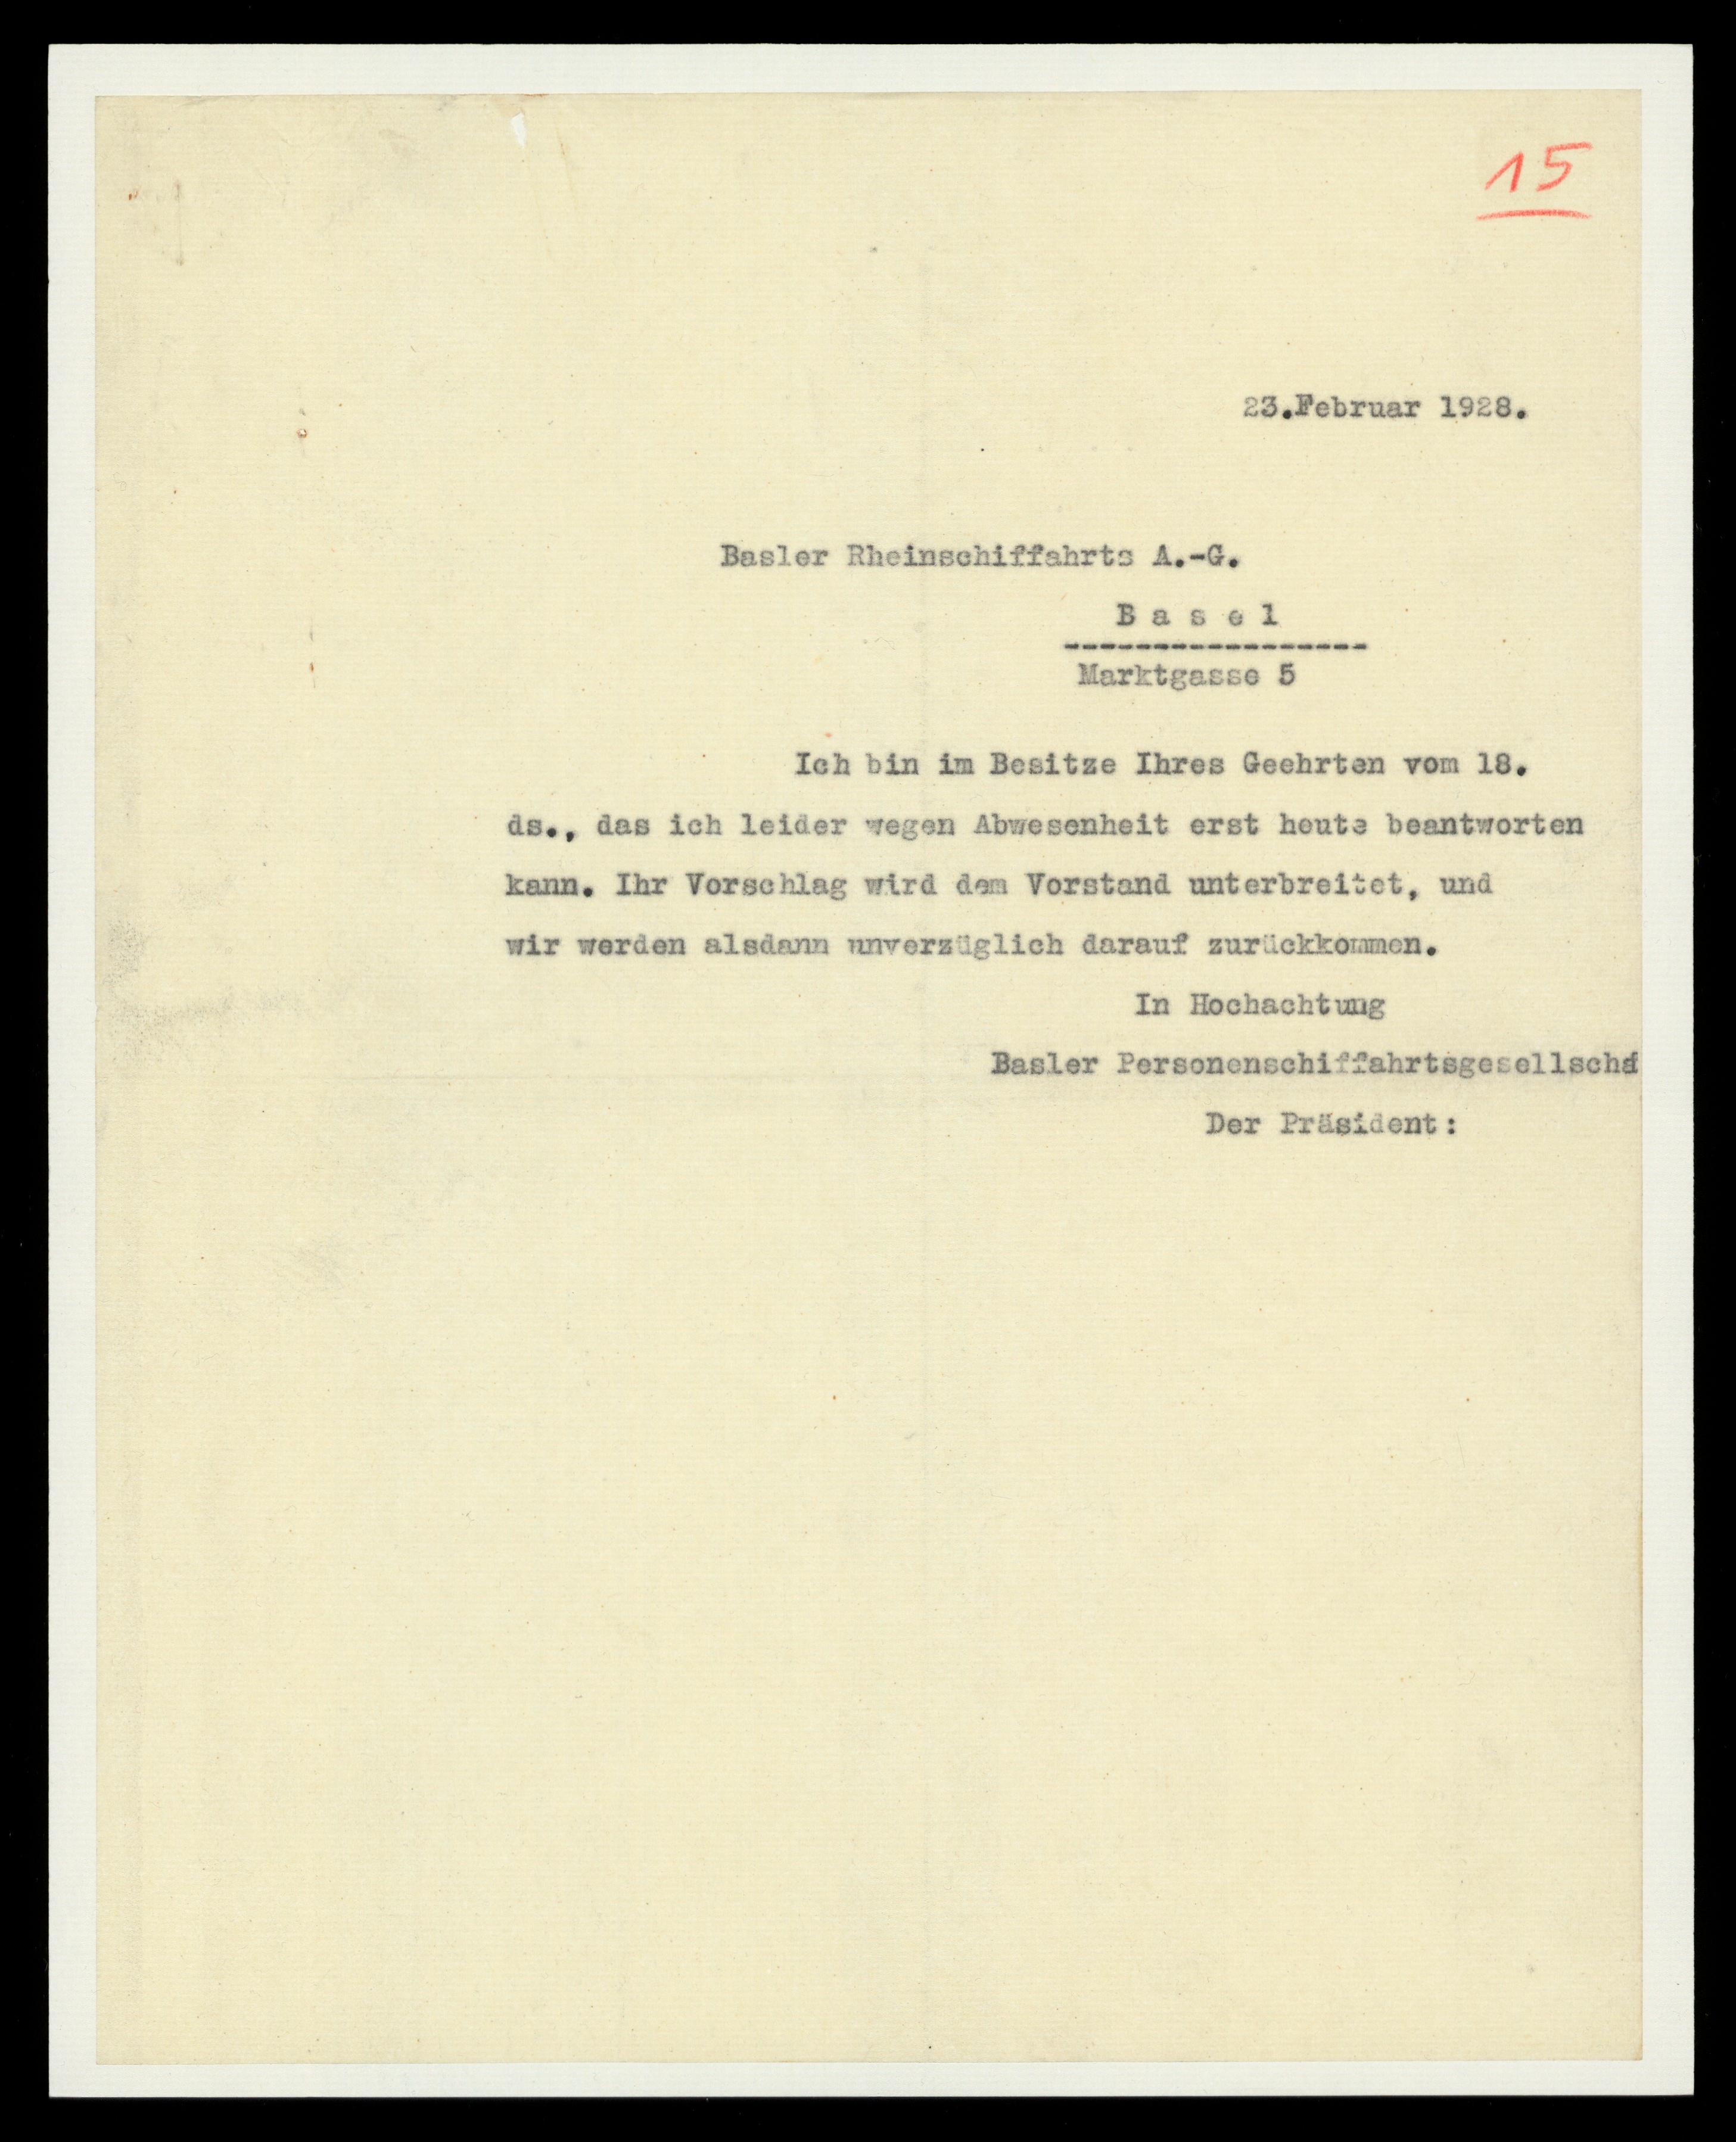 15
23.Februar 1928.
Basler Rheinschiffahrts A.-G.
B a s e l
-----------------
Marktgasse 5
Ich bin im Besitze Ihres Geehrten vom 18.
ds., das ich leider wegen Abwesenheit erst heute beantworten
kann. Ihr Vorschlag wird dem Vorstand unterbreitet, und
wir werden alsdann unverzüglich darauf zurückkommen.
In Hochachtung
Basler Personenschiffahrtsgesellschaf
Der Präsident: